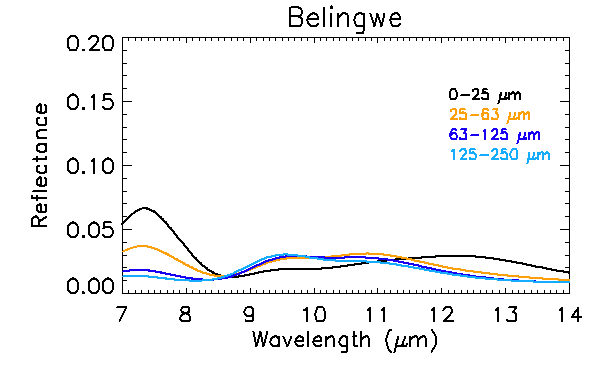 Belingwe
0.20
0.15
0.10
0.05
0.00
Reflectance
0-25 μm
25-63 μm
63-125 μm
125-250 μm
7 8 9 10 11 12 13 14
Wavelength (μm)